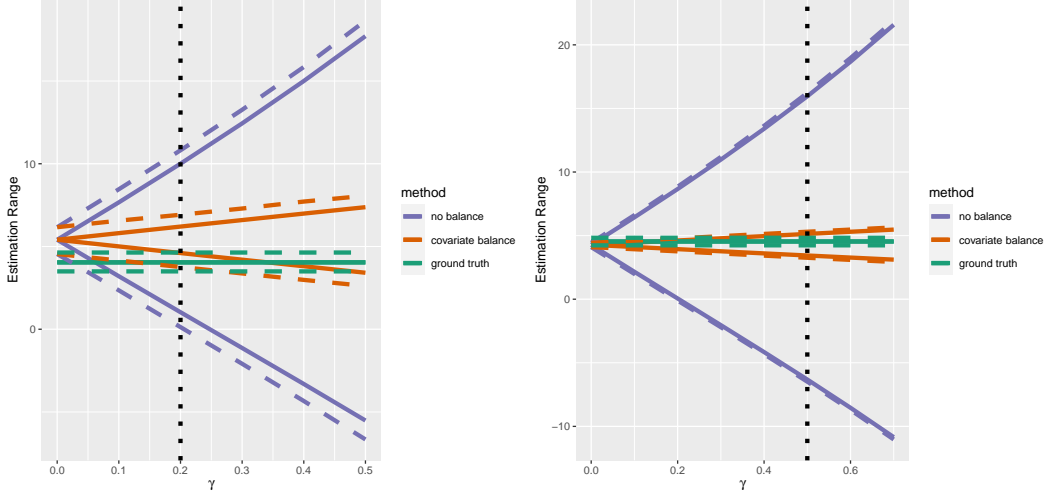 Estimation Range
10
0
0.0 0.1 0.2 0.3 0.4 0.5
γ
method
no balance
covariate balance
ground truth
Estimation Range
20
10
0
−10
0.0 0.2 0.4 0.6
γ
method
no balance
covariate balance
ground truth